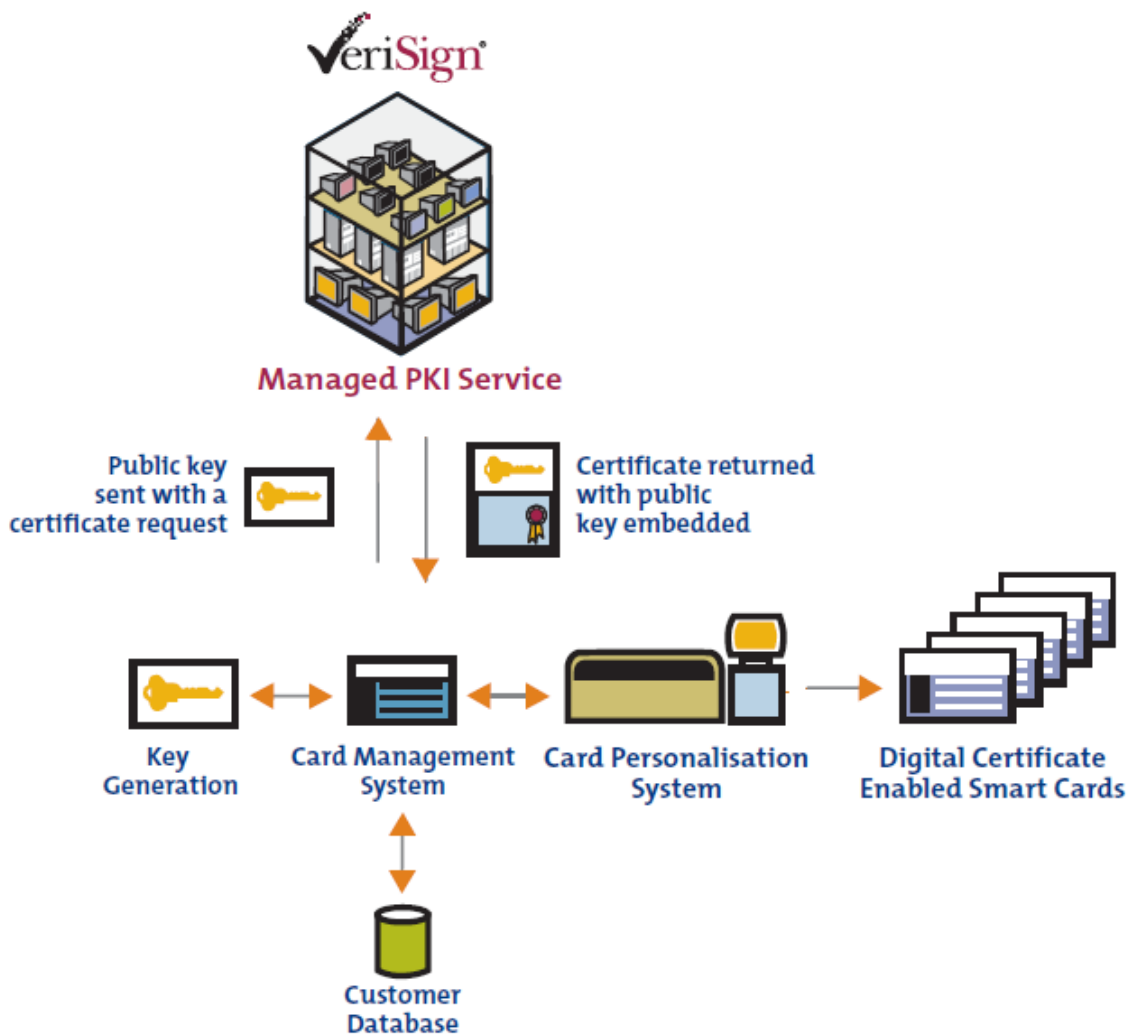 VeriSign®
Managed PKI Service
Public key
sent with a
certificate request
Certificate returned
with public
key embedded
Key
Generation
Card Management
System
Card Personalisation
System
Digital Certificate
Enabled Smart Cards
Customer
Database